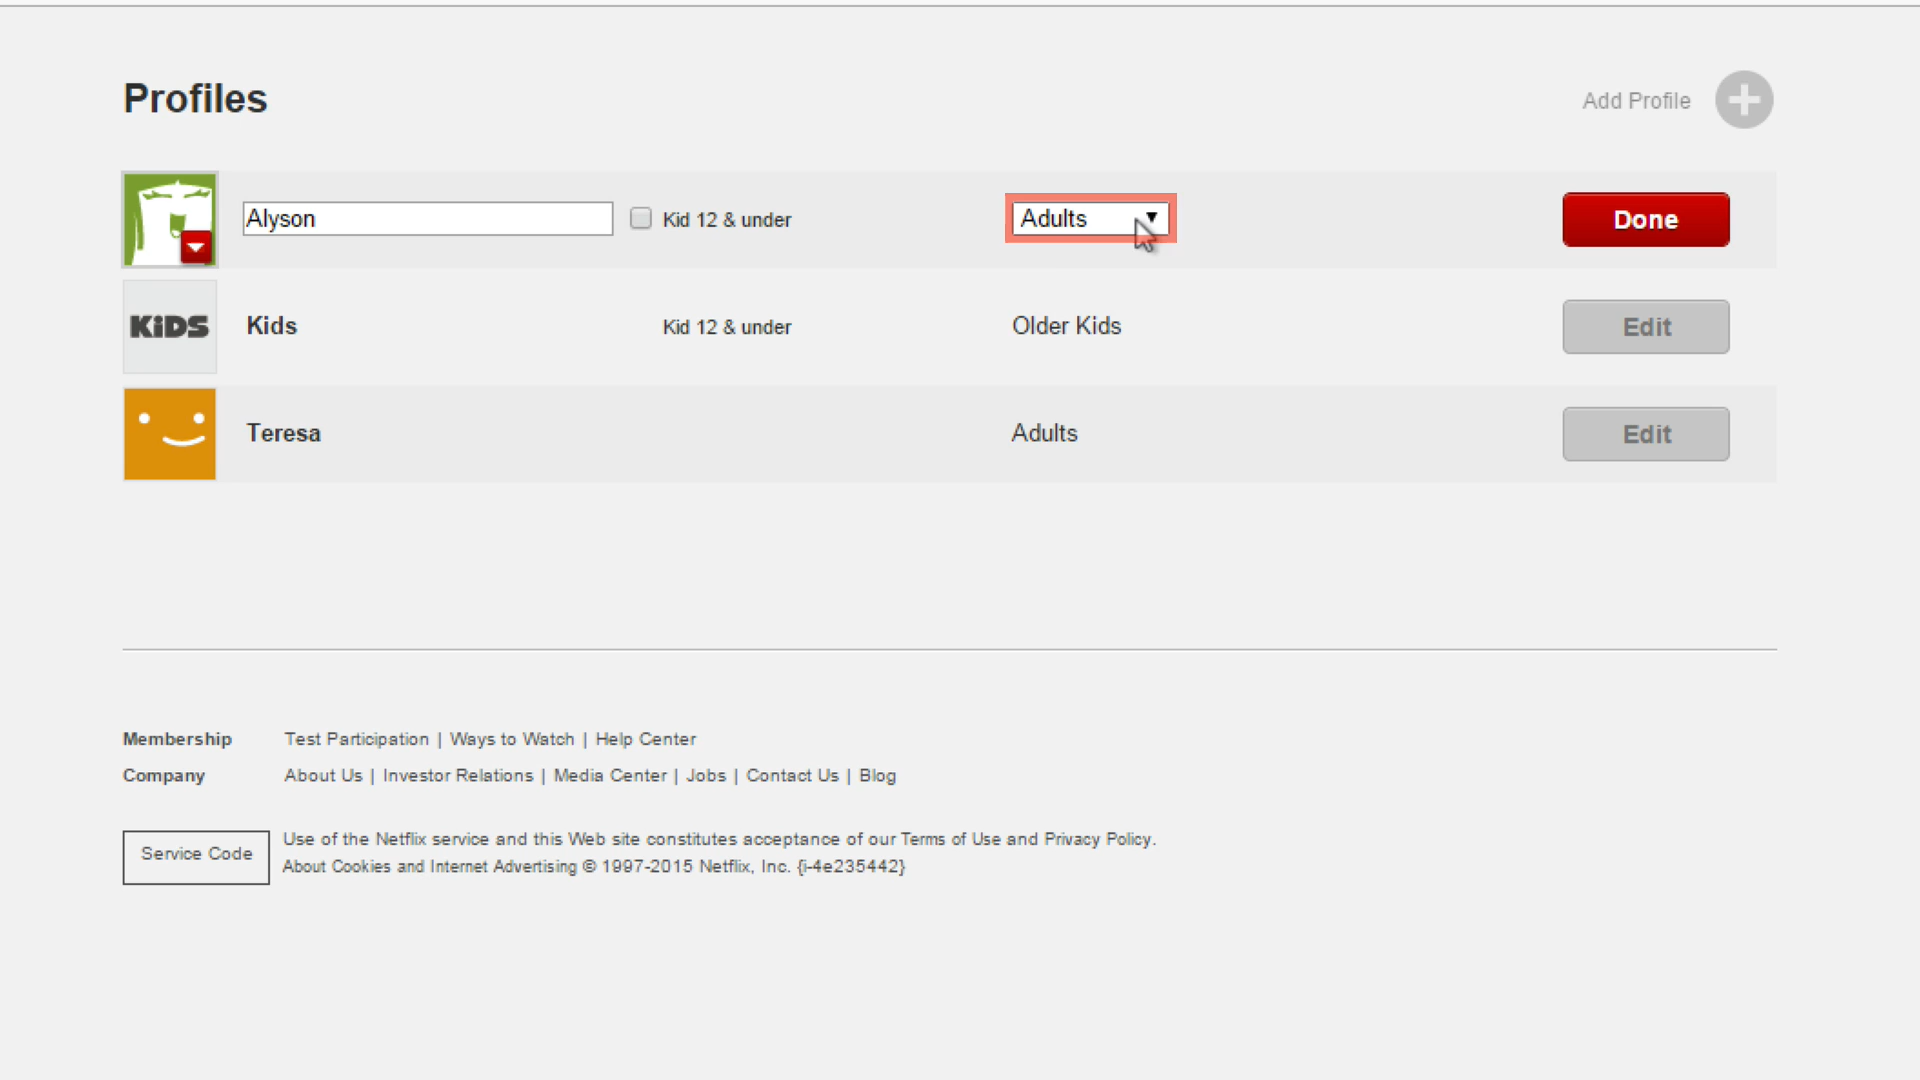 Profiles
Add Profile
Alyson
Kid 12 & under
Adults
Done
KiDS
Kids
Kid 12 & under
Older Kids
Edit
Teresa
Adults
Edit
Membership Test Participation | Ways to Watch | Help Center
Company About Us | Investor Relations | Media Center | Jobs | Contact Us | Blog
Service Code
Use of the Netflix service and this Web site constitutes acceptance of our Terms of Use and Privacy Policy.
About Cookies and Internet Advertising © 1997-2015 Netflix, Inc. {i-4e235442}